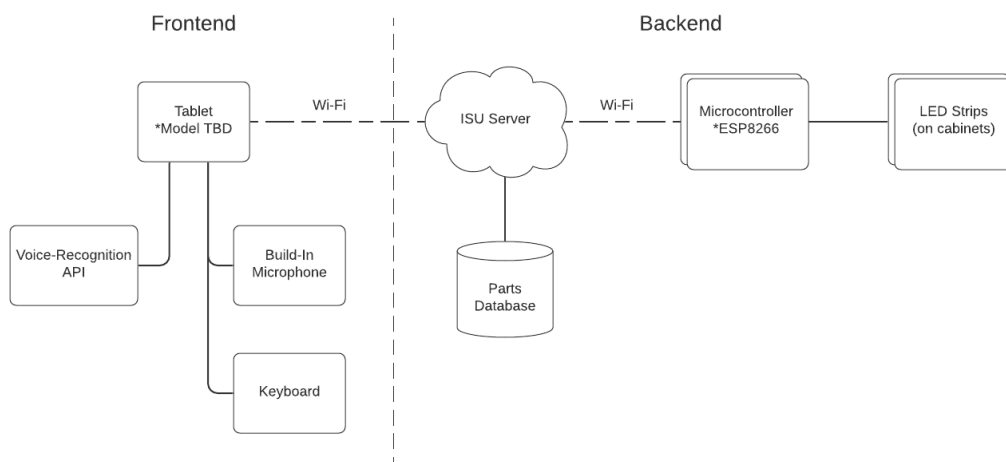 Frontend
Backend
Tablet
*Model TBD
Wi-Fi
ISU Server
Wi-Fi
Microcontroller
*ESP8266
LED Strips
(on cabinets)
Voice-Recognition
API
Build-In
Microphone
Parts
Database
Keyboard